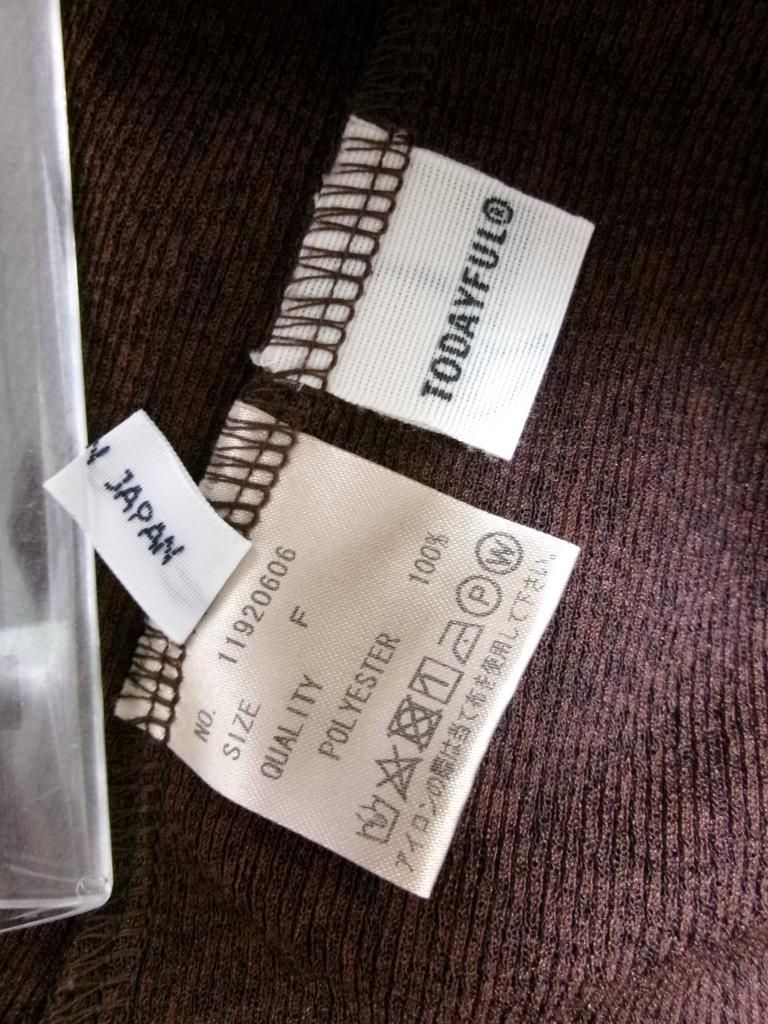 TODAYFUL®
JAPAN
NO. 11920606
SIZE F
QUALITY
POLYESTER 100%
P W
アイロンの際は当て布を使用して下さい。